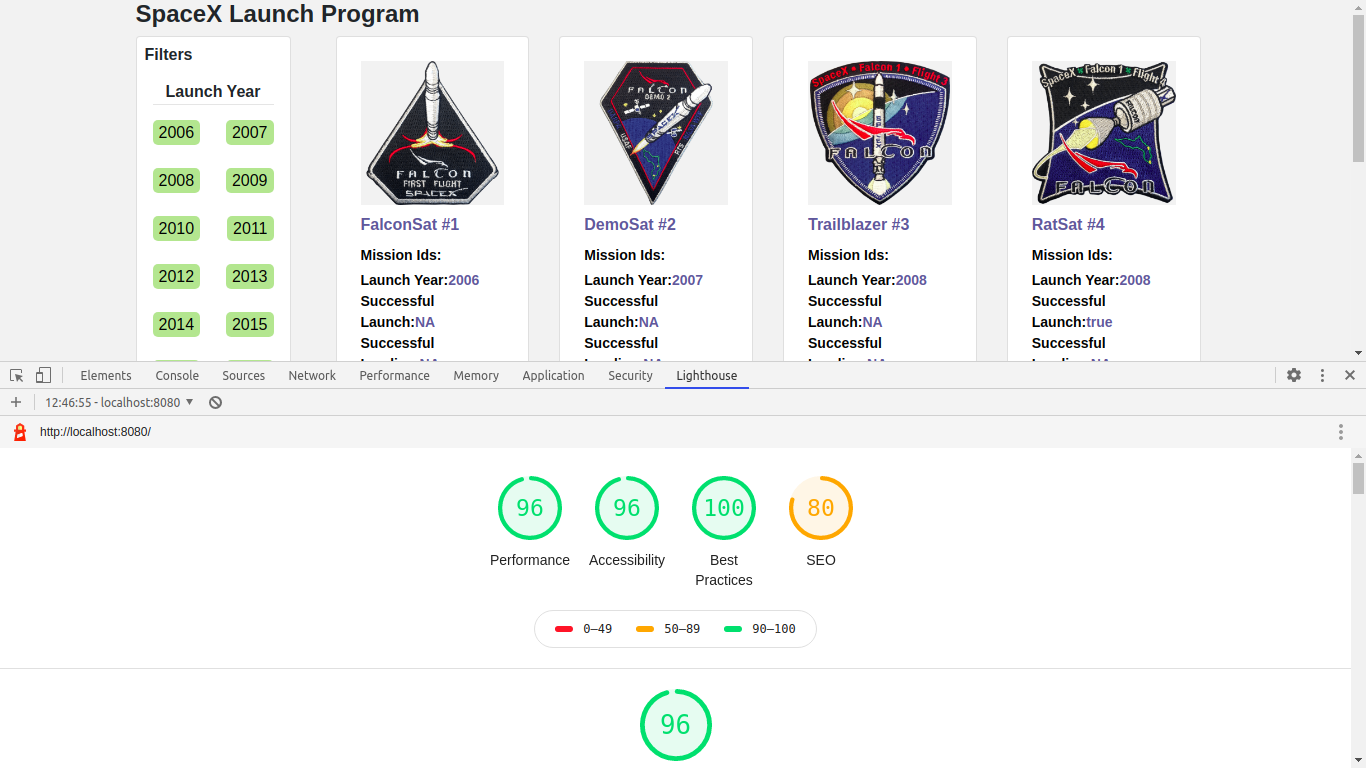 SpaceX Launch Program
Filters
Launch Year
2006 2007
2008 2009
2010 2011
2012 2013
2014 2015
FALCON
FIRST FLIGHT
SPACEX
FalconSat #1
Mission Ids:
Launch Year:2006
Successful
Launch:NA
Successful
FALCON
DEMO 2
SPACEX
DemoSat #2
Mission Ids:
Launch Year:2007
Successful
Launch:NA
Successful
SpaceX Falcon 1 Flight 3
FALCON
Trailblazer #3
Mission Ids:
Launch Year:2008
Successful
Launch:NA
Successful
SpaceX Falcon 1 Flight 4
FALCON
RatSat #4
Mission Ids:
Launch Year:2008
Successful
Launch:true
Successful
Elements Console Sources Network Performance Memory Application Security Lighthouse
12:46:55 - localhost:8080
http://localhost:8080/
96 96 100 80
Performance Accessibility Best SEO
Practices
0–49 50–89 90–100
96